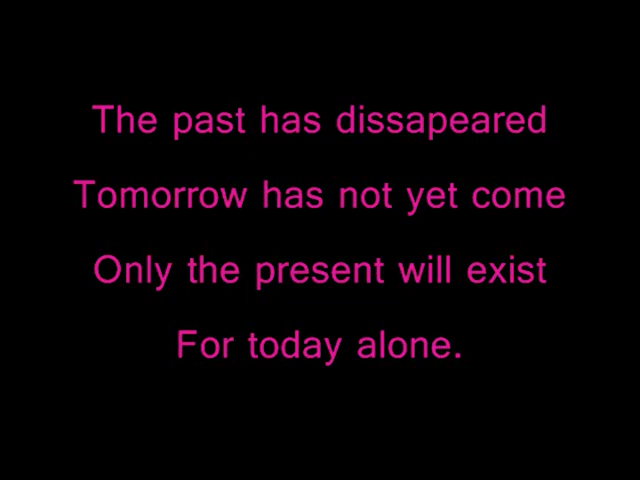 The past has dissapeared
Tomorrow has not yet come
Only the present will exist
For today alone.